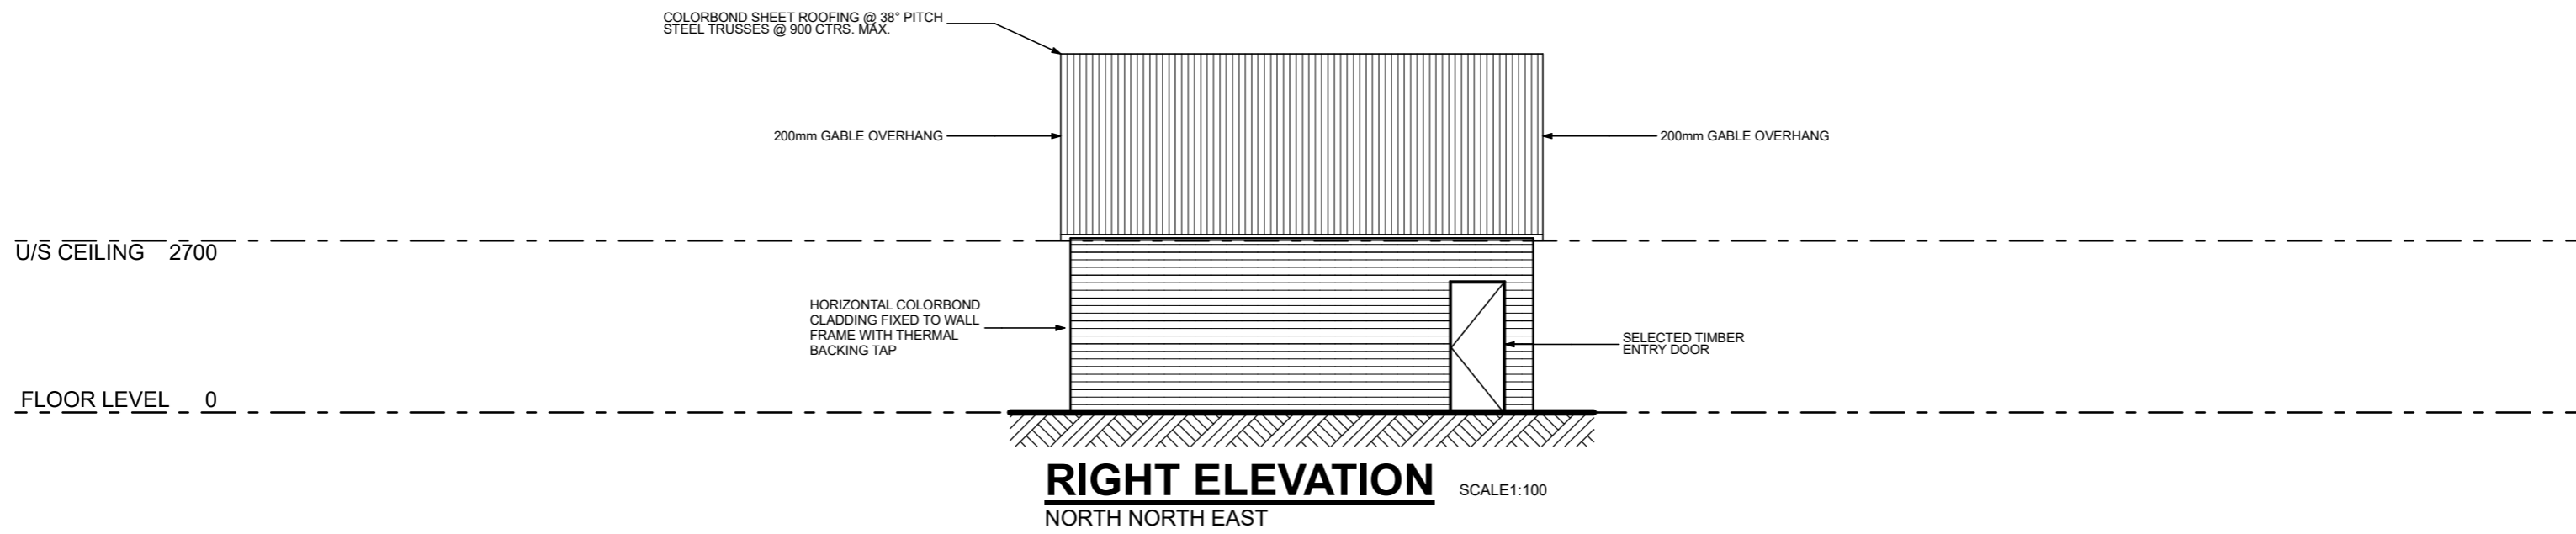 COLORBOND SHEET ROOFING @ 38° PITCH
STEEL TRUSSES @ 900 CTRS. MAX.
200mm GABLE OVERHANG
200mm GABLE OVERHANG
U/S CEILING 2700
HORIZONTAL COLORBOND
CLADDING FIXED TO WALL
FRAME WITH THERMAL
BACKING TAP
SELECTED TIMBER
ENTRY DOOR
FLOOR LEVEL 0
RIGHT ELEVATION SCALE1:100
NORTH NORTH EAST